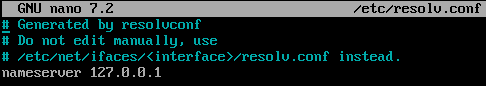 GNU nano 7.2 /etc/resolv.conf
# Generated by resolvconf
# Do not edit manually, use
# /etc/net/ifaces/<interface>/resolv.conf instead.
nameserver 127.0.0.1